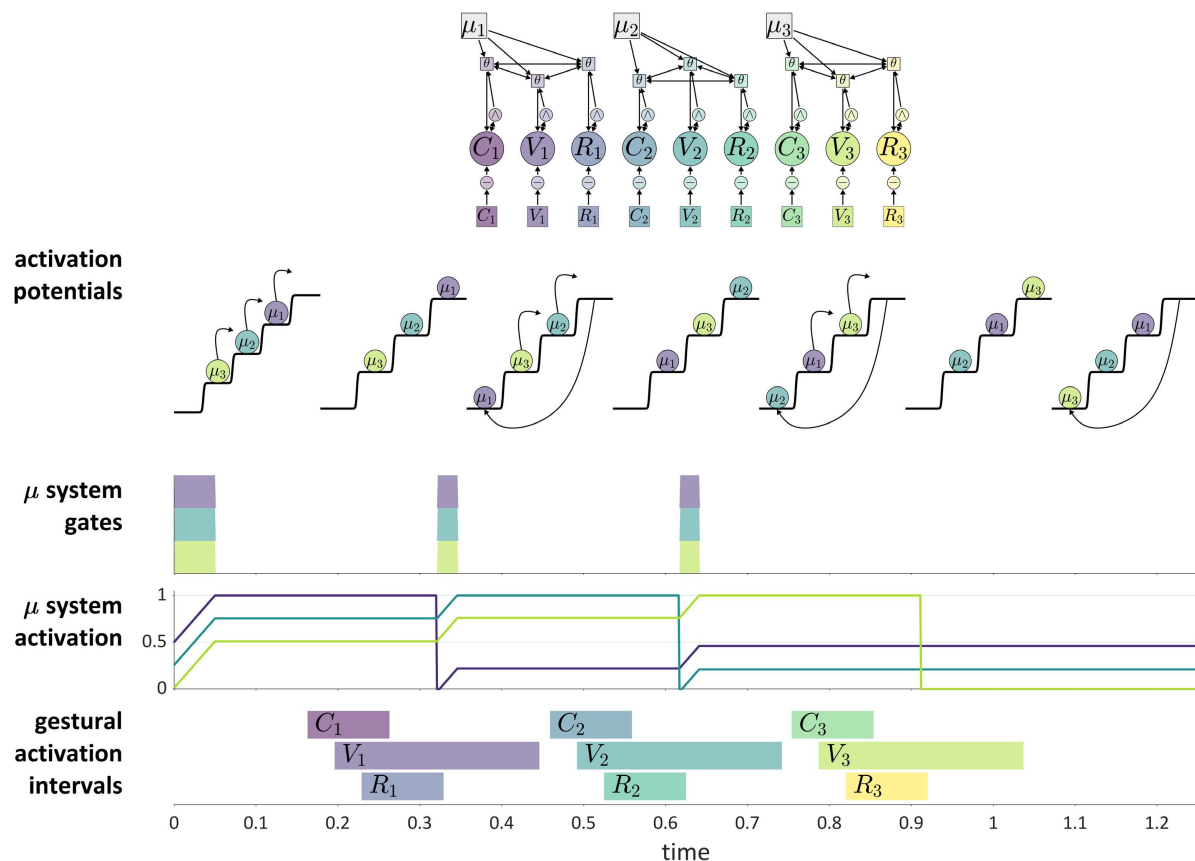 μ1 μ2 μ3
θ θ θ θ θ θ
θ θ θ
∧ ∧ ∧ ∧ ∧ ∧ ∧ ∧ ∧
C1 V1 R1 C2 V2 R2 C3 V3 R3
− − − − − − − − −
C1 V1 R1 C2 V2 R2 C3 V3 R3
activation
potentials
μ3 μ2 μ1
μ3 μ2 μ1
μ1 μ3 μ2
μ1 μ3 μ2
μ2 μ1 μ3
μ2 μ1 μ3
μ3 μ2 μ1
μ system
gates
μ system
activation
1
0.5
0
gestural
activation
intervals
C1 C2 C3
V1 V2 V3
R1 R2 R3
0 0.1 0.2 0.3 0.4 0.5 0.6 0.7 0.8 0.9 1 1.1 1.2
time